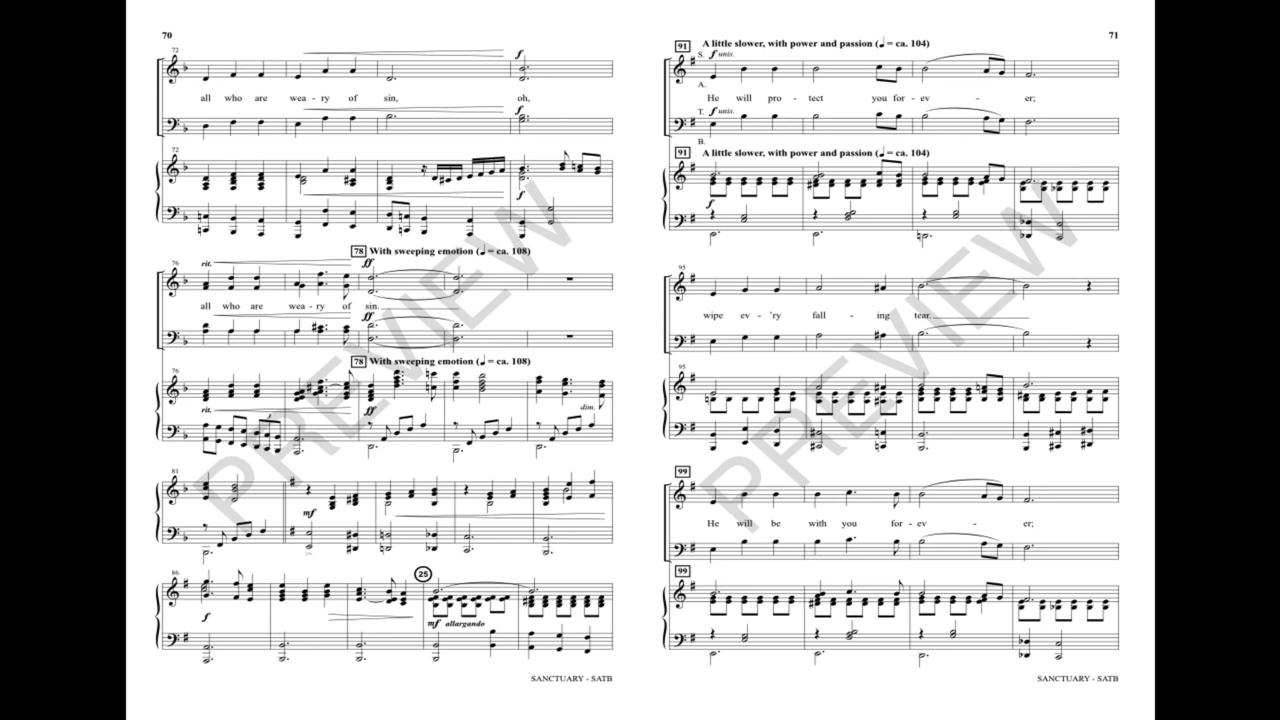 70
72
f
all who are wea - ry of sin, oh,
f
72
f
78 With sweeping emotion (♩ = ca. 108)
76
rit.
ff
all who are wea - ry of sin.
ff
78 With sweeping emotion (♩ = ca. 108)
76
rit.
ff
dim.
81
mf
86
25
f
mf allargando
SANCTUARY - SATB
71
91 A little slower, with power and passion (♩ = ca. 104)
S. f unis.
A.
He will pro - tect you for - ev - er;
T. f unis.
B.
91 A little slower, with power and passion (♩ = ca. 104)
f
95
wipe ev - 'ry fall - ing tear.
95
99
He will be with you for - ev - er;
99
SANCTUARY - SATB
PREVIEW
PREVIEW